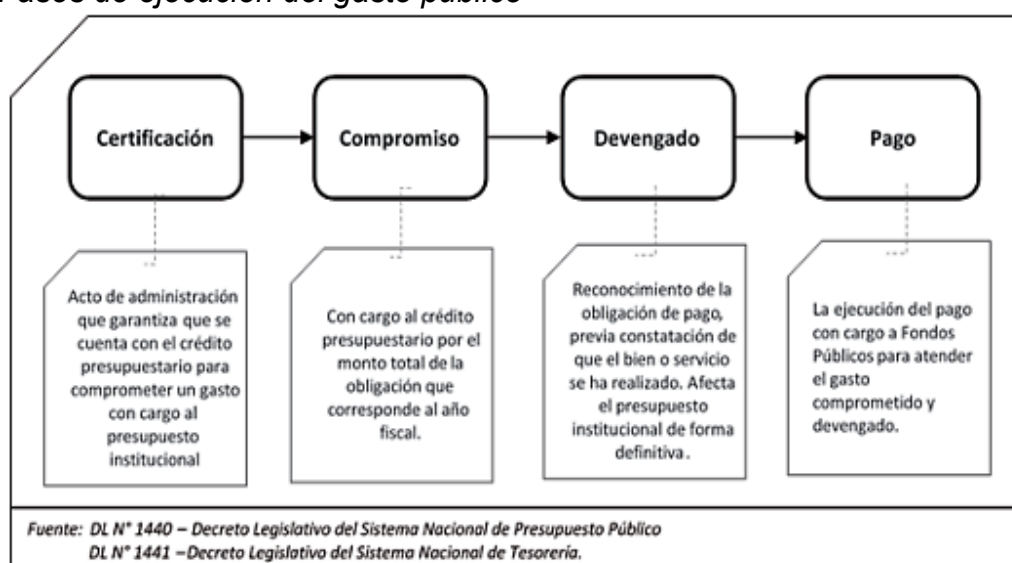 de ejecución del gasto público
Certificación
Compromiso
Devengado
Pago
Acto de administración
que garantiza que se
cuenta con el crédito
presupuestario para
comprometer un gasto
con cargo al
presupuesto
institucional
Con cargo al crédito
presupuestario por el
monto total de la
obligación que
corresponde al año
fiscal.
Reconocimiento de la
obligación de pago,
previa constatación de
que el bien o servicio
se ha realizado. Afecta
el presupuesto
institucional de forma
definitiva.
La ejecución del pago
con cargo a Fondos
Públicos para atender
el gasto
comprometido y
devengado.
Fuente: DL N° 1440 – Decreto Legislativo del Sistema Nacional de Presupuesto Público
DL N° 1441 –Decreto Legislativo del Sistema Nacional de Tesorería.